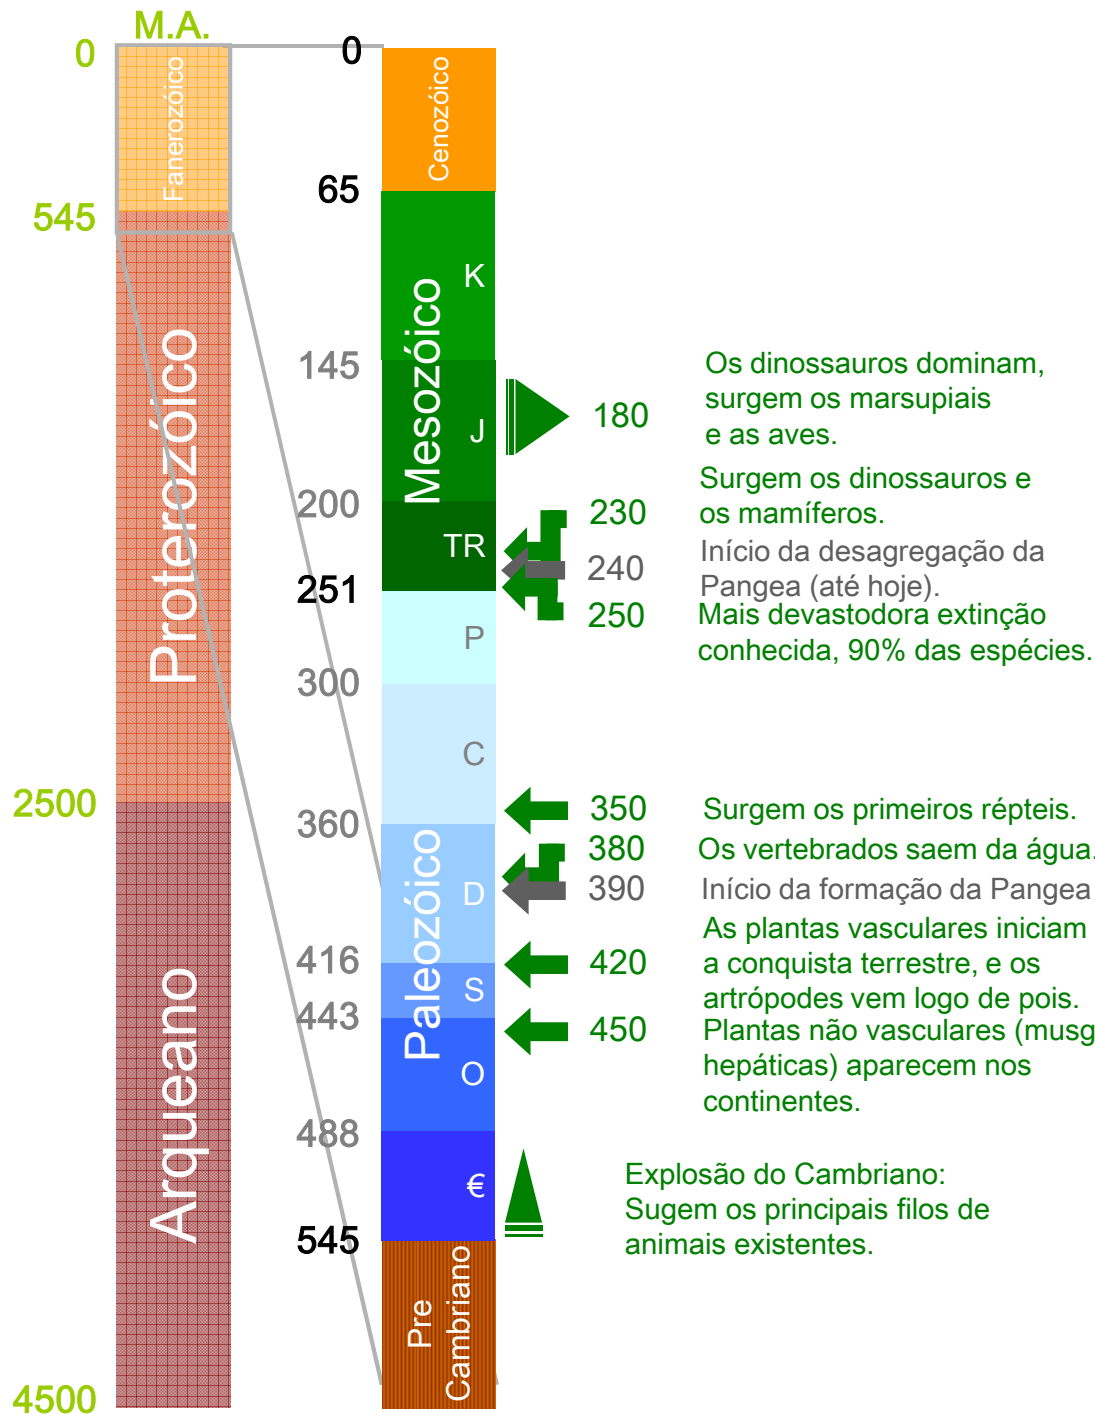 M.A.
0
545
2500
4500
Fanerozóico
Proterozóico
Arqueano
0
65
145
200
251
300
360
416
443
488
545
Cenozóico
Mesozóico
K
J
TR
Paleozóico
P
C
D
S
O
€
Pre
Cambriano
180
Os dinossauros dominam,
surgem os marsupiais
e as aves.
230
Surgem os dinossauros e
os mamíferos.
240
Início da desagregação da
Pangea (até hoje).
250
Mais devastodora extinção
conhecida, 90% das espécies.
350
Surgem os primeiros répteis.
380
Os vertebrados saem da água.
390
Início da formação da Pangea
420
As plantas vasculares iniciam
a conquista terrestre, e os
artrópodes vem logo de pois.
450
Plantas não vasculares (musg
hepáticas) aparecem nos
continentes.
Explosão do Cambriano:
Sugem os principais filos de
animais existentes.